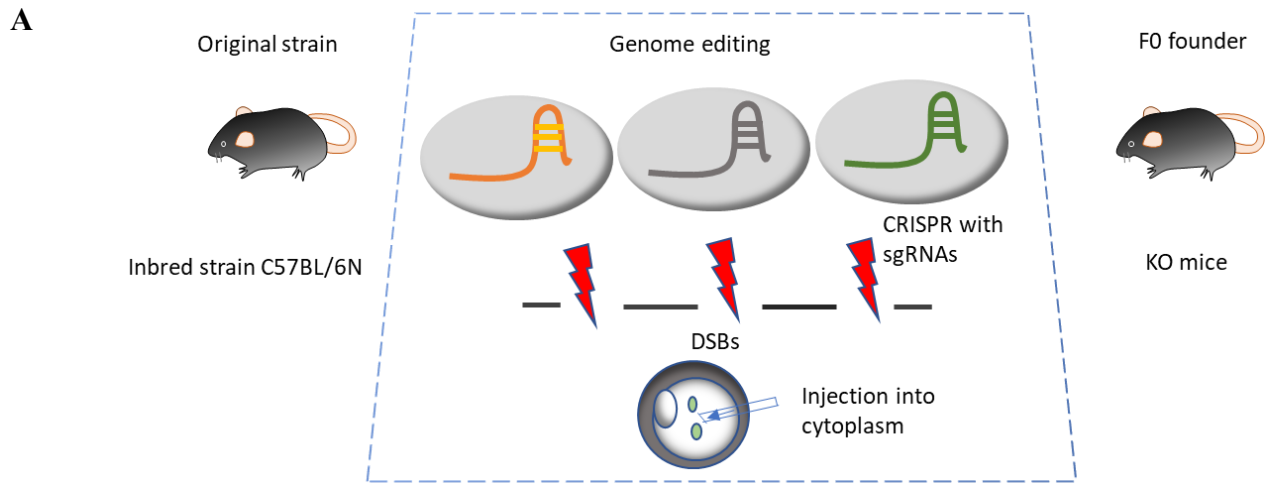 A
Original strain
Genome editing
F0 founder
CRISPR with
sgRNAs
Inbred strain C57BL/6N
KO mice
DSBs
Injection into
cytoplasm